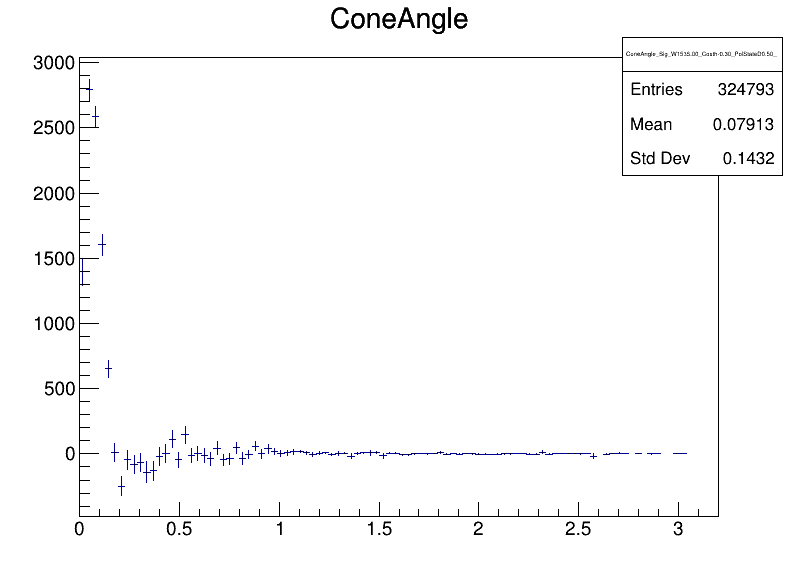 ConeAngle
ConeAngle_Sig_W1535.00_Costh-0.30_PolStateD0.50_
Entries 324793
Mean 0.07913
Std Dev 0.1432
3000
2500
2000
1500
1000
500
0
0 0.5 1 1.5 2 2.5 3